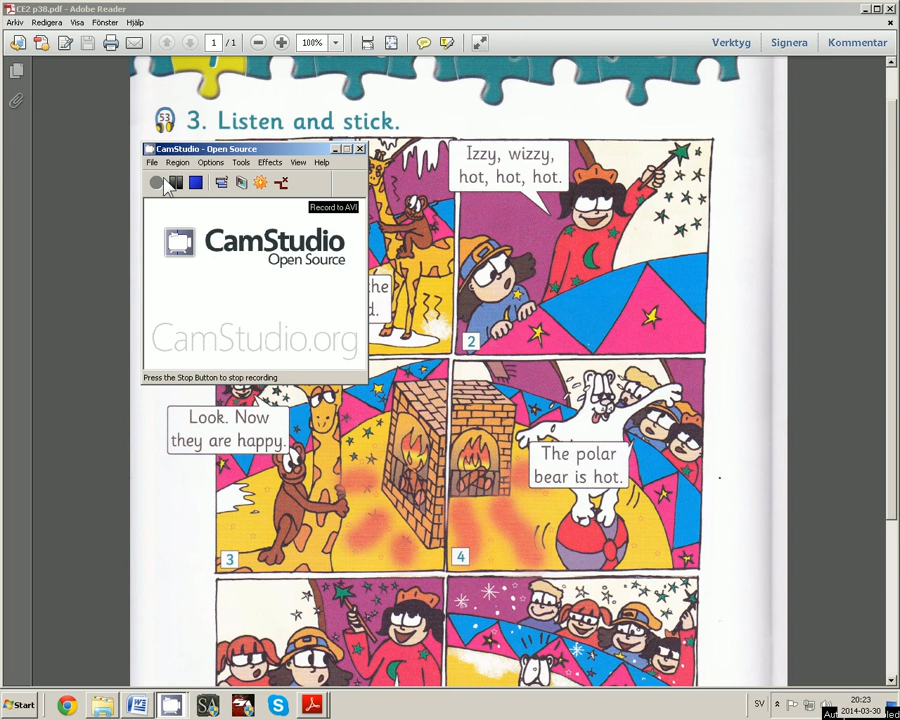 CE2 p38.pdf - Adobe Reader
Arkiv Redigera Visa Fönster Hjälp
1 / 1 100% Verktyg Signera Kommentar
53 3. Listen and stick.
CamStudio - Open Source
File Region Options Tools Effects View Help
Record to AVI
CamStudio
Open Source
CamStudio.org
Press the Stop Button to stop recording
the
d.
Izzy, wizzy,
hot, hot, hot.
2
Look. Now
they are happy.
3
The polar
bear is hot.
4
Start
SV
20:23
2014-03-30